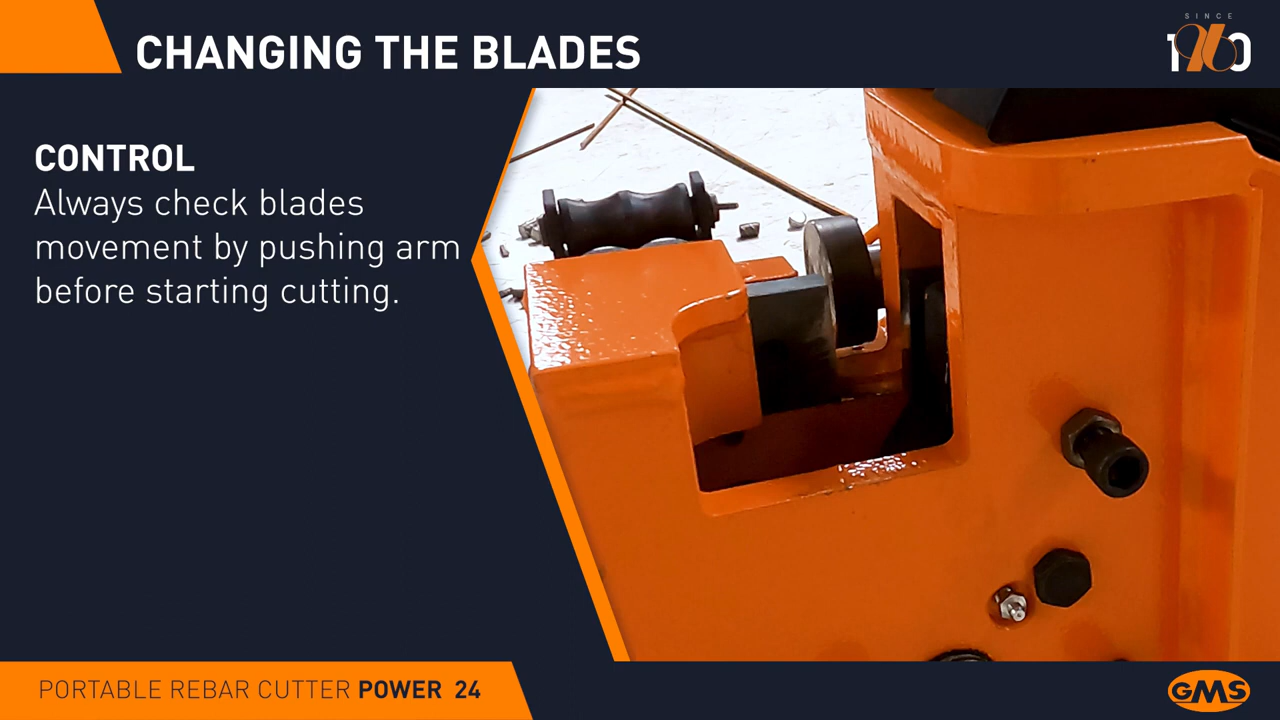 SINCE
1960
CHANGING THE BLADES
CONTROL
Always check blades
movement by pushing arm
before starting cutting.
PORTABLE REBAR CUTTER POWER 24
GMS